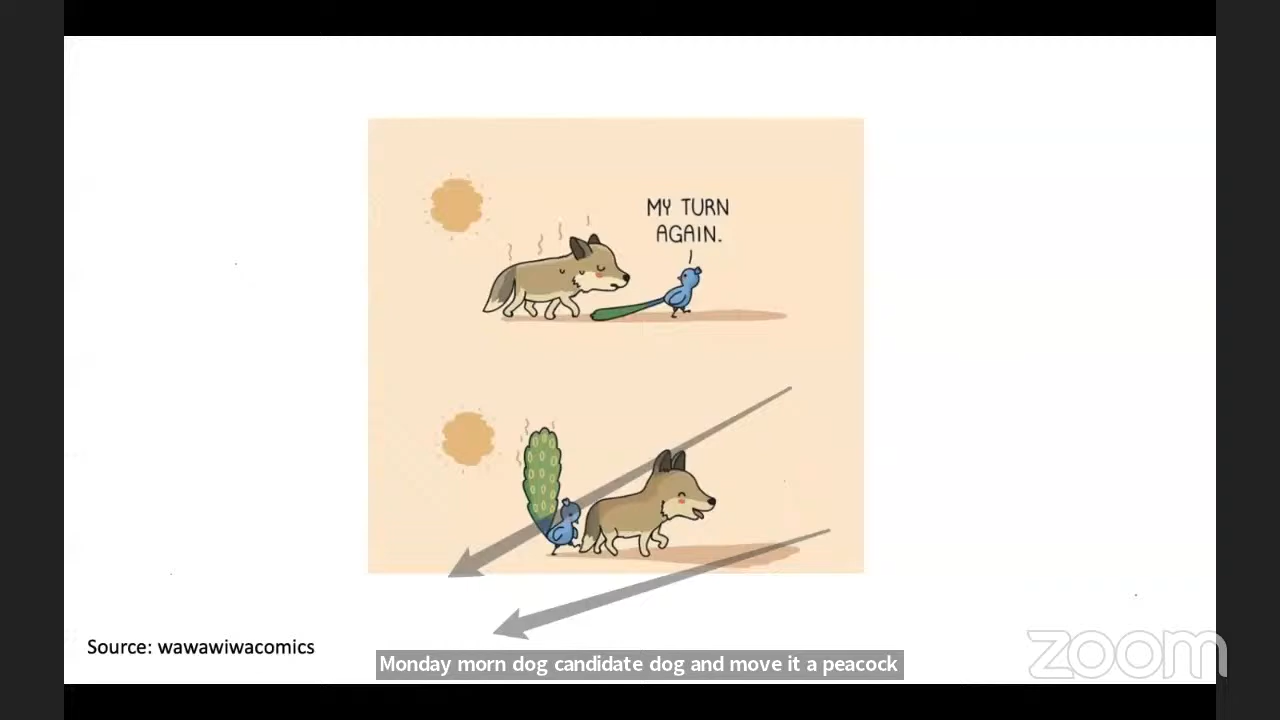 MY TURN
AGAIN.
Source: wawawiwacomics
Monday morn dog candidate dog and move it a peacock
zoom